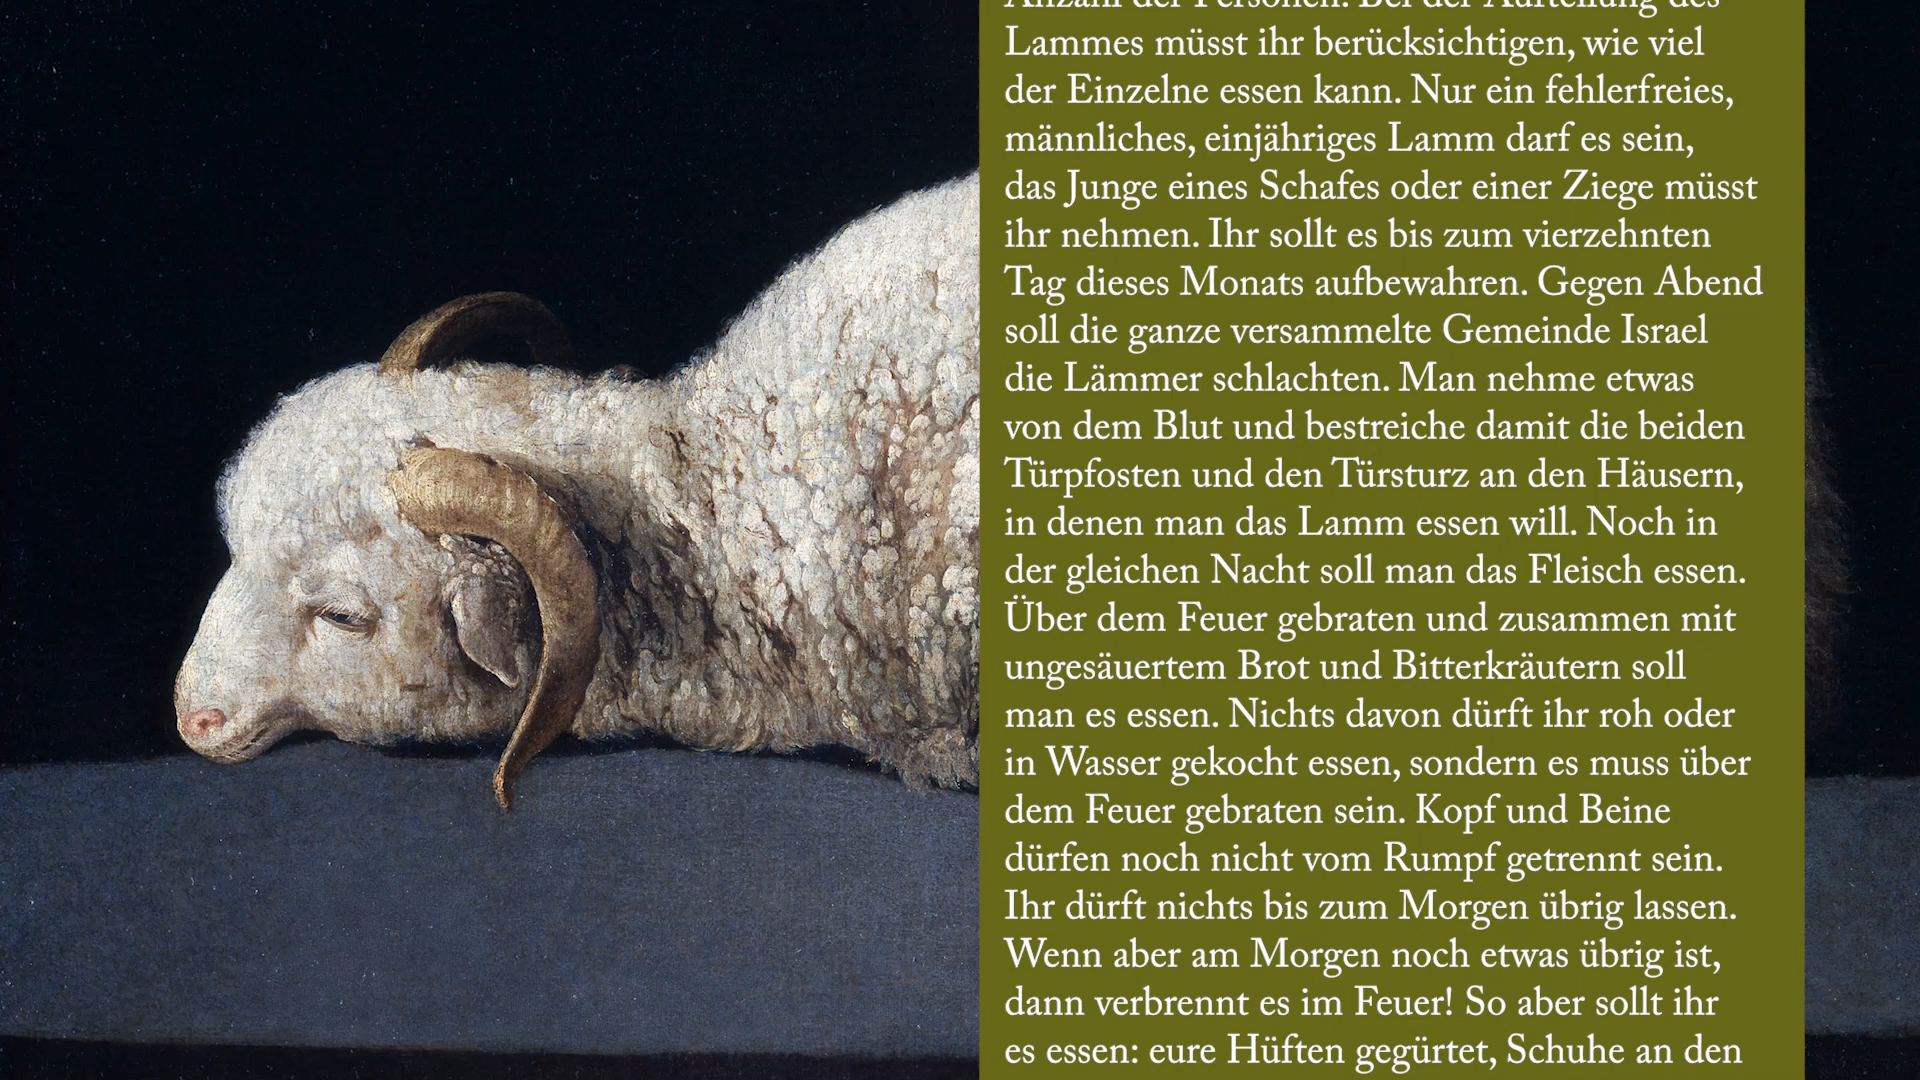 Anzahl der Personen. Bei der Aufteilung des
Lammes müsst ihr berücksichtigen, wie viel
der Einzelne essen kann. Nur ein fehlerfreies,
männliches, einjähriges Lamm darf es sein,
das Junge eines Schafes oder einer Ziege müsst
ihr nehmen. Ihr sollt es bis zum vierzehnten
Tag dieses Monats aufbewahren. Gegen Abend
soll die ganze versammelte Gemeinde Israel
die Lämmer schlachten. Man nehme etwas
von dem Blut und bestreiche damit die beiden
Türpfosten und den Türsturz an den Häusern,
in denen man das Lamm essen will. Noch in
der gleichen Nacht soll man das Fleisch essen.
Über dem Feuer gebraten und zusammen mit
ungesäuertem Brot und Bitterkräutern soll
man es essen. Nichts davon dürft ihr roh oder
in Wasser gekocht essen, sondern es muss über
dem Feuer gebraten sein. Kopf und Beine
dürfen noch nicht vom Rumpf getrennt sein.
Ihr dürft nichts bis zum Morgen übrig lassen.
Wenn aber am Morgen noch etwas übrig ist,
dann verbrennt es im Feuer! So aber sollt ihr
es essen: eure Hüften gegürtet, Schuhe an den